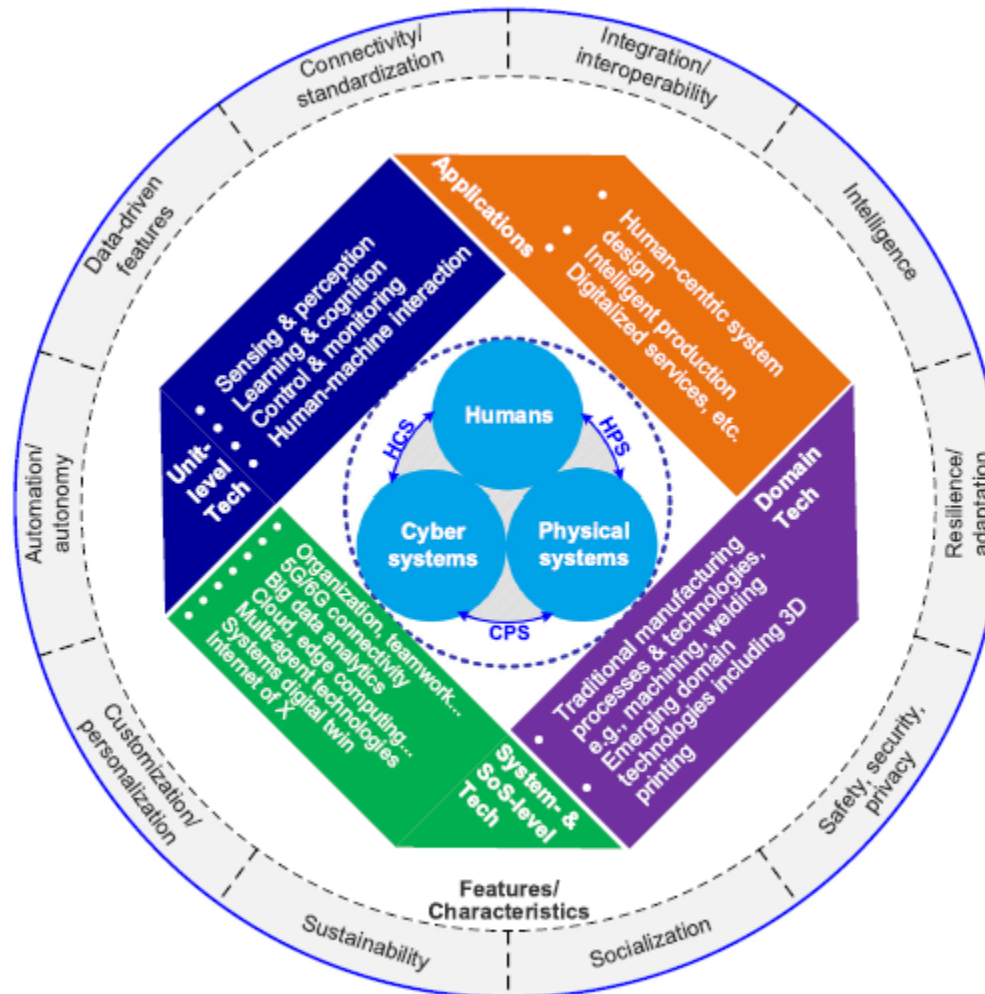 Connectivity/
standardization
Integration/
interoperability
Intelligence
Resilience/
adaptation
Safety, security,
privacy
Socialization
Sustainability
Customization/
personalization
Automation/
autonomy
Data-driven
features
Features/
Characteristics
Applications
Human-centric system
design
Intelligent production
Digitalized services, etc.
Domain
Tech
Traditional manufacturing
processes & technologies,
e.g., machining, welding
Emerging domain
technologies including 3D
printing
System- &
SoS-level
Tech
Organization, teamwork...
5G/6G connectivity
Big data analytics
Cloud, edge computing...
Multi-agent technologies
Systems digital twin
Internet of X
Unit-
level
Tech
Sensing & perception
Learning & cognition
Control & monitoring
Human-machine interaction
Humans
HCS
HPS
Cyber
systems
Physical
systems
CPS